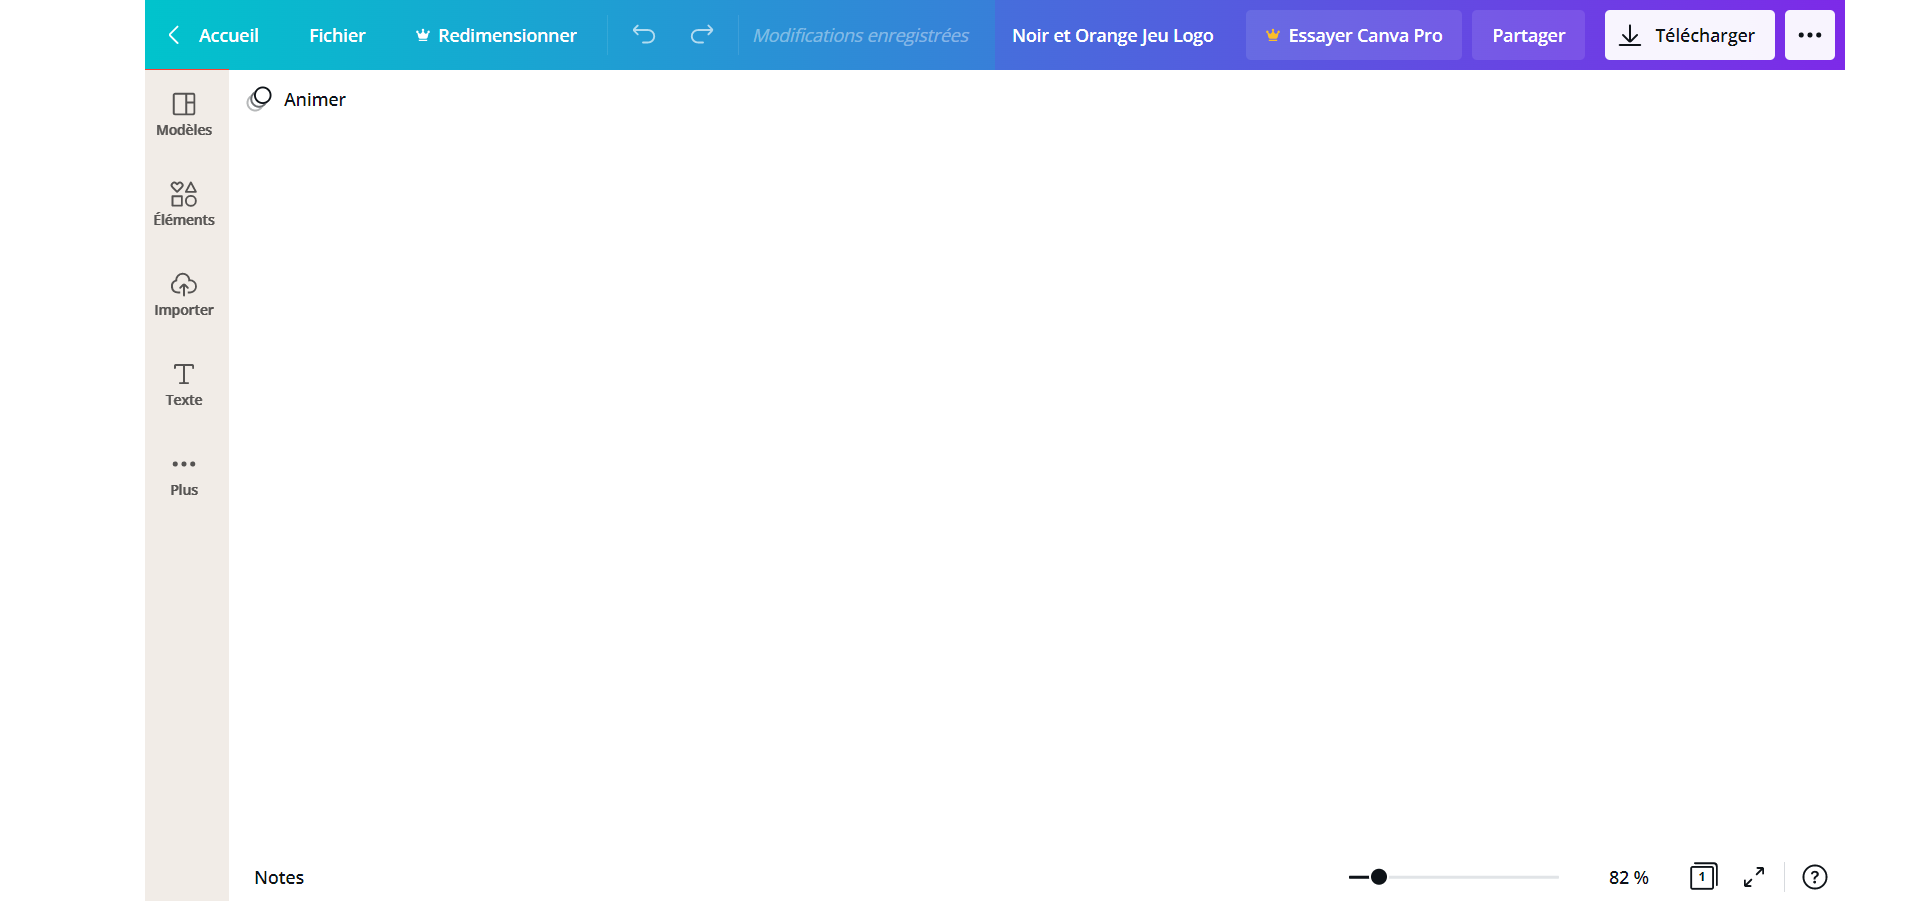 Accueil Fichier Redimensionner Modifications enregistrées Noir et Orange Jeu Logo Essayer Canva Pro Partager Télécharger
Animer
Modèles
Éléments
Importer
Texte
Plus
Notes 82 % 1 ?